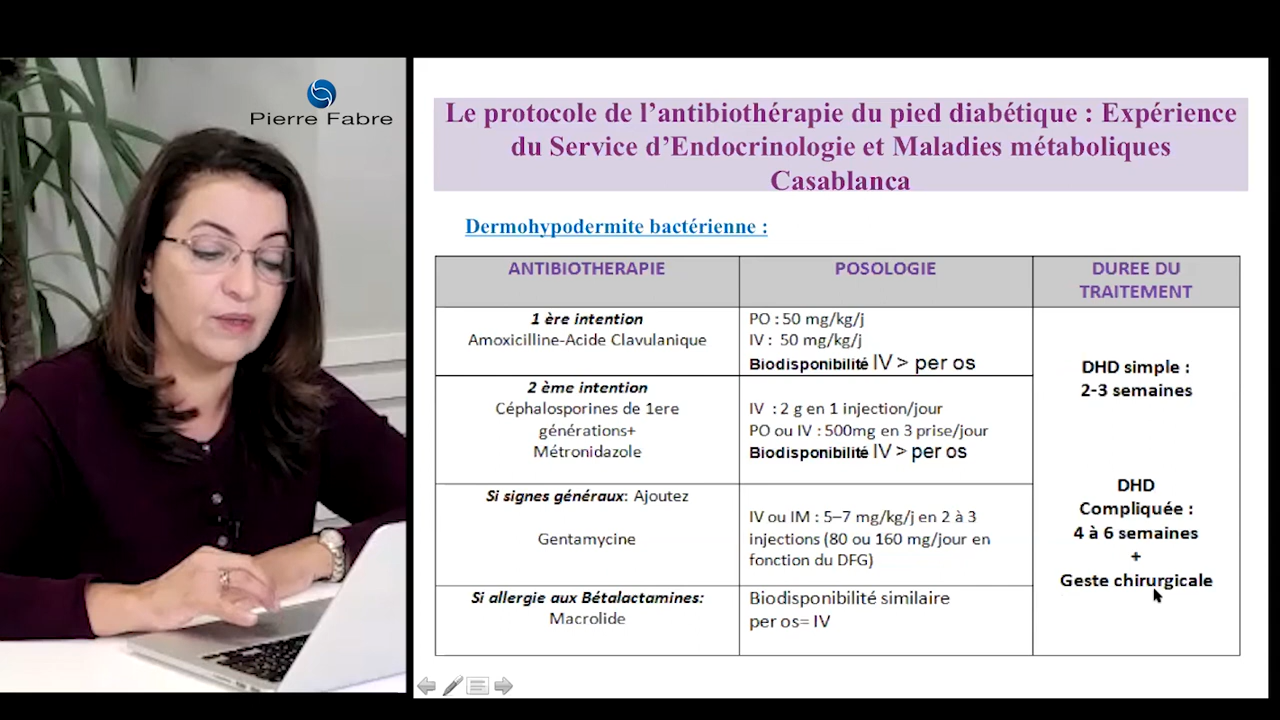 Pierre Fabre
Le protocole de l'antibiothérapie du pied diabétique : Expérience
du Service d'Endocrinologie et Maladies métaboliques
Casablanca
Dermohypodermite bactérienne :
ANTIBIOTHERAPIE
POSOLOGIE
DUREE DU
TRAITEMENT
1 ère intention
Amoxicilline-Acide Clavulanique
PO : 50 mg/kg/j
IV : 50 mg/kg/j
Biodisponibilité IV > per os
2 ème intention
Céphalosporines de 1ere
générations+
Métronidazole
IV : 2 g en 1 injection/jour
PO ou IV : 500mg en 3 prise/jour
Biodisponibilité IV > per os
Si signes généraux: Ajoutez
Gentamycine
IV ou IM : 5–7 mg/kg/j en 2 à 3
injections (80 ou 160 mg/jour en
fonction du DFG)
Si allergie aux Bétalactamines:
Macrolide
Biodisponibilité similaire
per os= IV
DHD simple :
2-3 semaines
DHD
Compliquée :
4 à 6 semaines
+
Geste chirurgicale